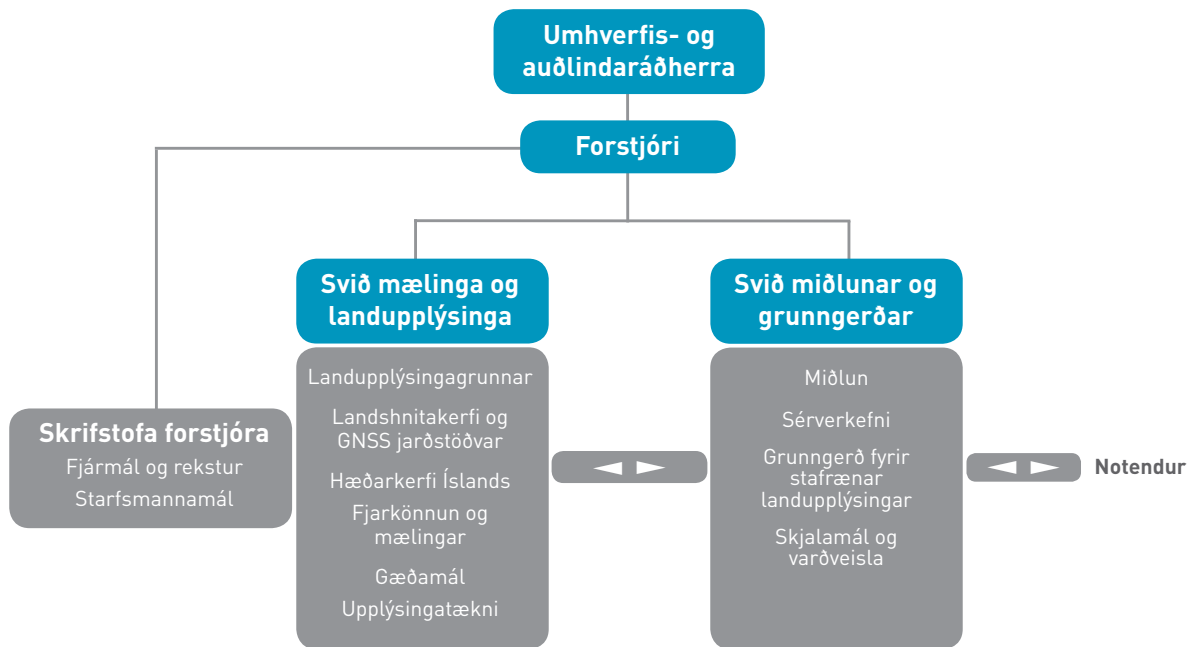 Umhverfis- og
auðlindaráðherra
Forstjóri
Svið mælinga og
landupplýsinga
Landupplýsingagrunnar
Landshnitakerfi og
GNSS jarðstöðvar
Hæðarkerfi Íslands
Fjarkönnun og
mælingar
Gæðamál
Upplýsingatækni
Svið miðlunar og
grunngerðar
Miðlun
Sérverkefni
Grunngerð fyrir
stafrænar
landupplýsingar
Skjalamál og
varðveisla
Skrifstofa forstjóra
Fjármál og rekstur
Starfsmannamál
Notendur